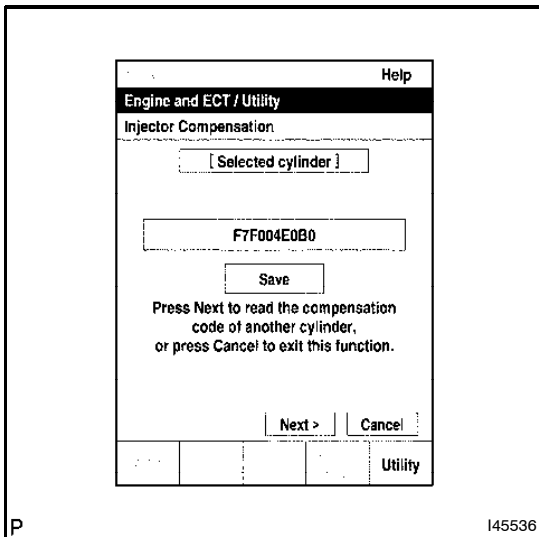 Help
Engine and ECT / Utility
Injector Compensation
[ Selected cylinder ]
F7F004E0B0
Save
Press Next to read the compensation
code of another cylinder,
or press Cancel to exit this function.
Next > Cancel
Utility
P I45536